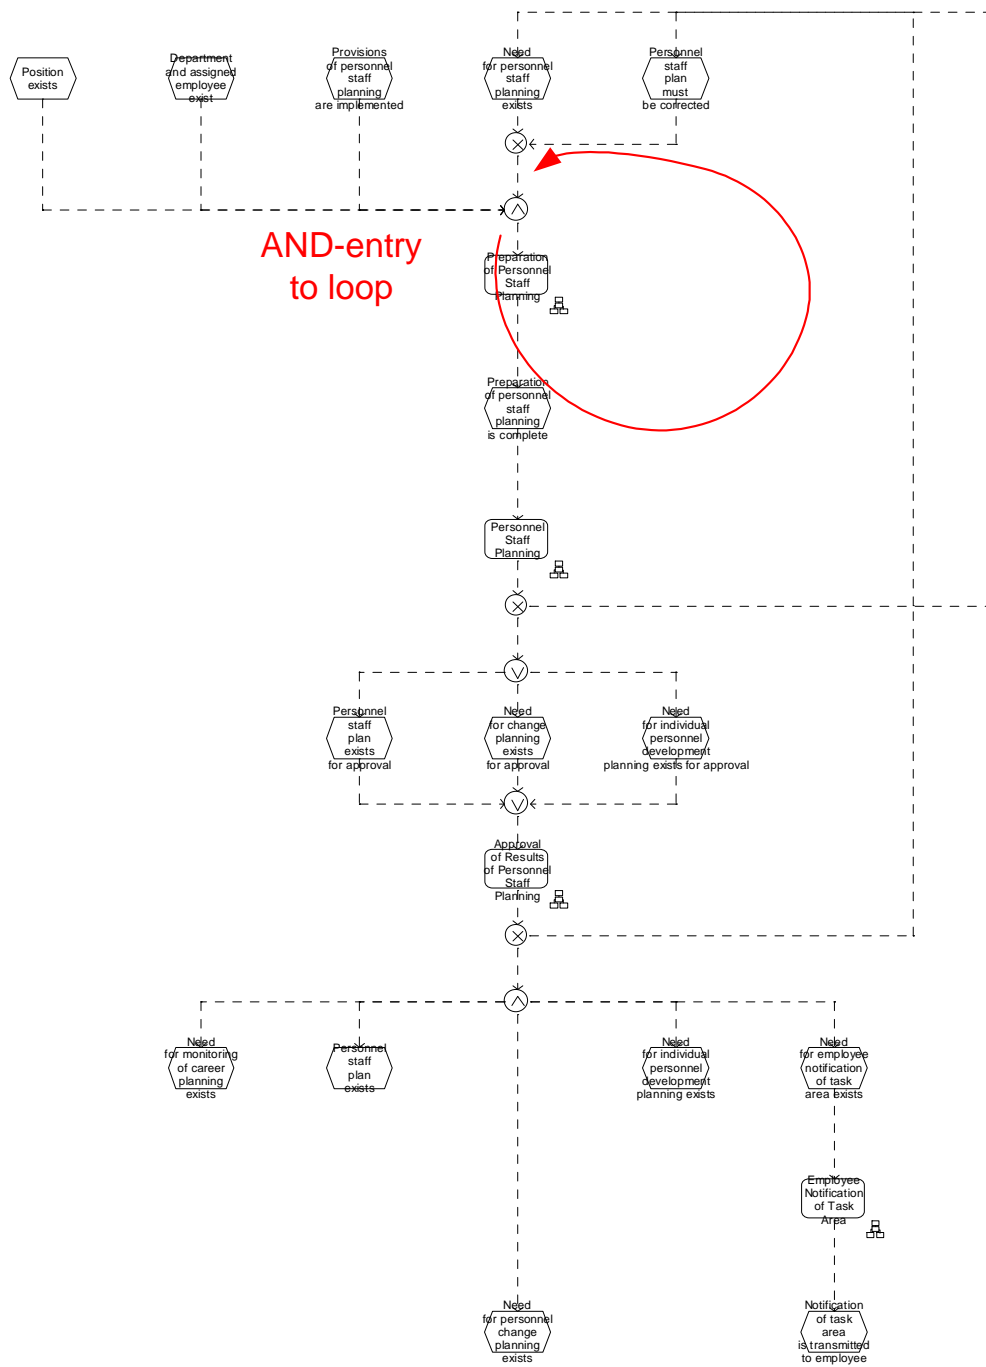 Position
exists
Department
and assigned
employee
exist
Provisions
of personnel
staff
planning
are implemented
Need
for personnel
staff
planning
exists
Personnel
staff
plan
must
be corrected
AND-entry
to loop
Preparation
of Personnel
Staff
Planning
Preparation
of personnel
staff
planning
is complete
Personnel
Staff
Planning
Personnel
staff
plan
exists
for approval
Need
for change
planning
exists
for approval
Need
for individual
personnel
development
planning exists for approval
Approval
of Results
of Personnel
Staff
Planning
Need
for monitoring
of career
planning
exists
Personnel
staff
plan
exists
Need
for individual
personnel
development
planning exists
Need
for employee
notification
of task
area exists
Employee
Notification
of Task
Area
Need
for personnel
change
planning
exists
Notification
of task
area
is transmitted
to employee